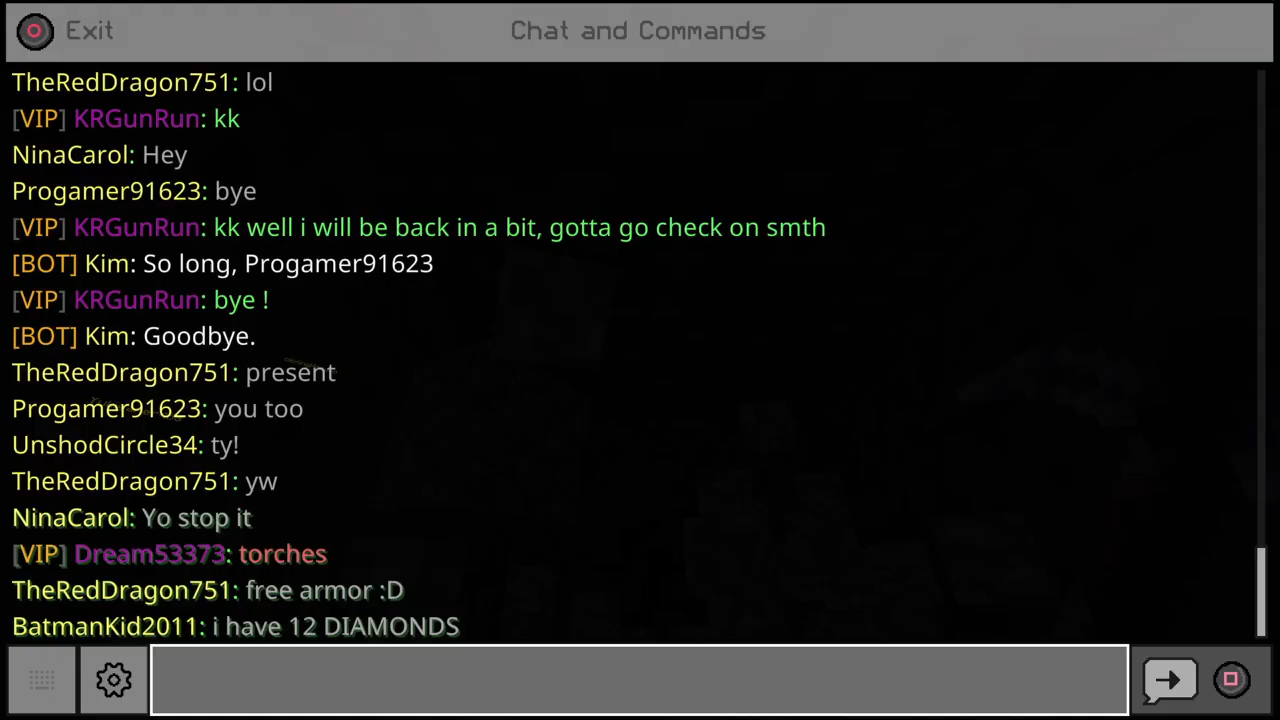 Exit
Chat and Commands
TheRedDragon751: lol
[VIP] KRGunRun: kk
NinaCarol: Hey
Progamer91623: bye
[VIP] KRGunRun: kk well i will be back in a bit, gotta go check on smth
[BOT] Kim: So long, Progamer91623
[VIP] KRGunRun: bye !
[BOT] Kim: Goodbye.
TheRedDragon751: present
Progamer91623: you too
UnshodCircle34: ty!
TheRedDragon751: yw
NinaCarol: Yo stop it
[VIP] Dream53373: torches
TheRedDragon751: free armor :D
BatmanKid2011: i have 12 DIAMONDS